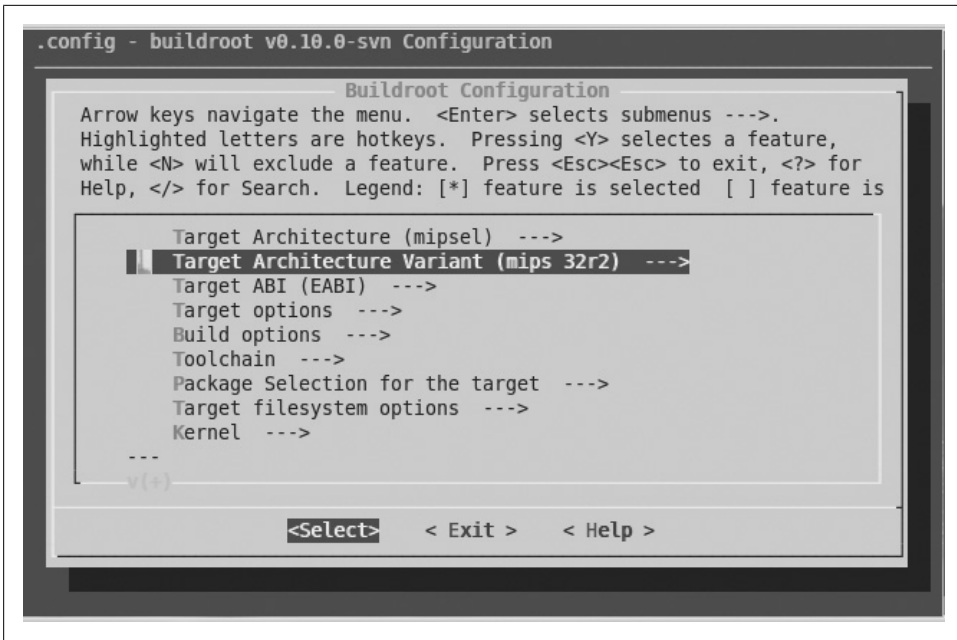 .config - buildroot v0.10.0-svn Configuration
Buildroot Configuration
Arrow keys navigate the menu.  <Enter> selects submenus --->.
Highlighted letters are hotkeys.  Pressing <Y> selectes a feature,
while <N> will exclude a feature.  Press <Esc><Esc> to exit, <?> for
Help, </> for Search.  Legend: [*] feature is selected  [ ] feature is
Target Architecture (mipsel)  --->
Target Architecture Variant (mips 32r2)  --->
Target ABI (EABI)  --->
Target options  --->
Build options  --->
Toolchain  --->
Package Selection for the target  --->
Target filesystem options  --->
Kernel  --->
---
v(+)
<Select>    < Exit >    < Help >